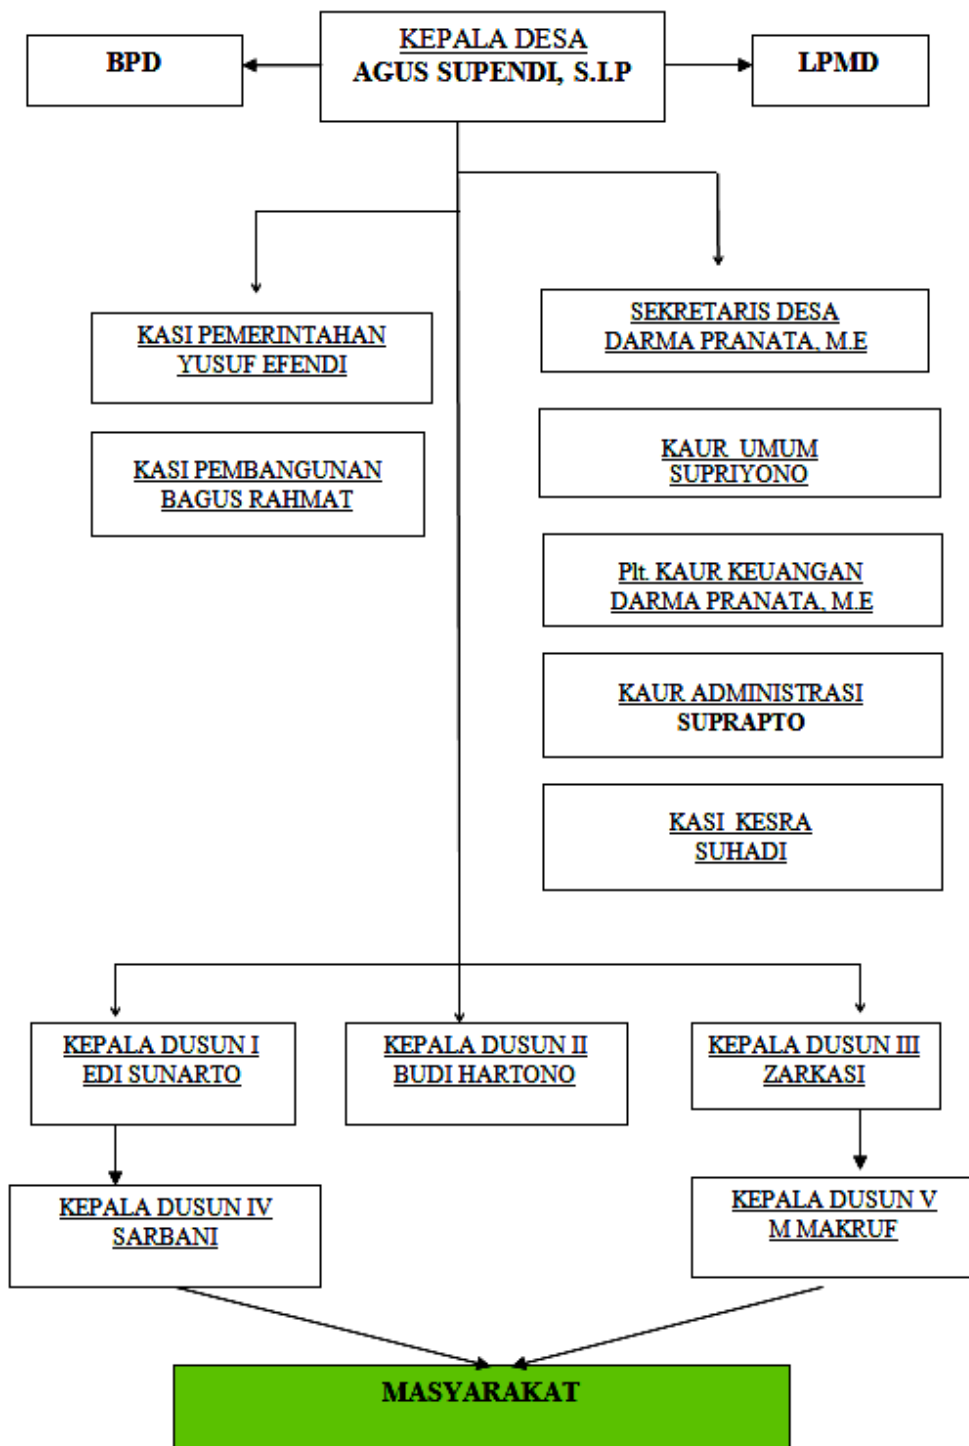 BPD
KEPALA DESA
AGUS SUPENDI, S.I.P
LPMD
KASI PEMERINTAHAN
YUSUF EFENDI
KASI PEMBANGUNAN
BAGUS RAHMAT
SEKRETARIS DESA
DARMA PRANATA, M.E
KAUR UMUM
SUPRIYONO
Plt. KAUR KEUANGAN
DARMA PRANATA, M.E
KAUR ADMINISTRASI
SUPRAPTO
KASI KESRA
SUHADI
KEPALA DUSUN I
EDI SUNARTO
KEPALA DUSUN II
BUDI HARTONO
KEPALA DUSUN III
ZARKASI
KEPALA DUSUN IV
SARBANI
KEPALA DUSUN V
M MAKRUF
MASYARAKAT